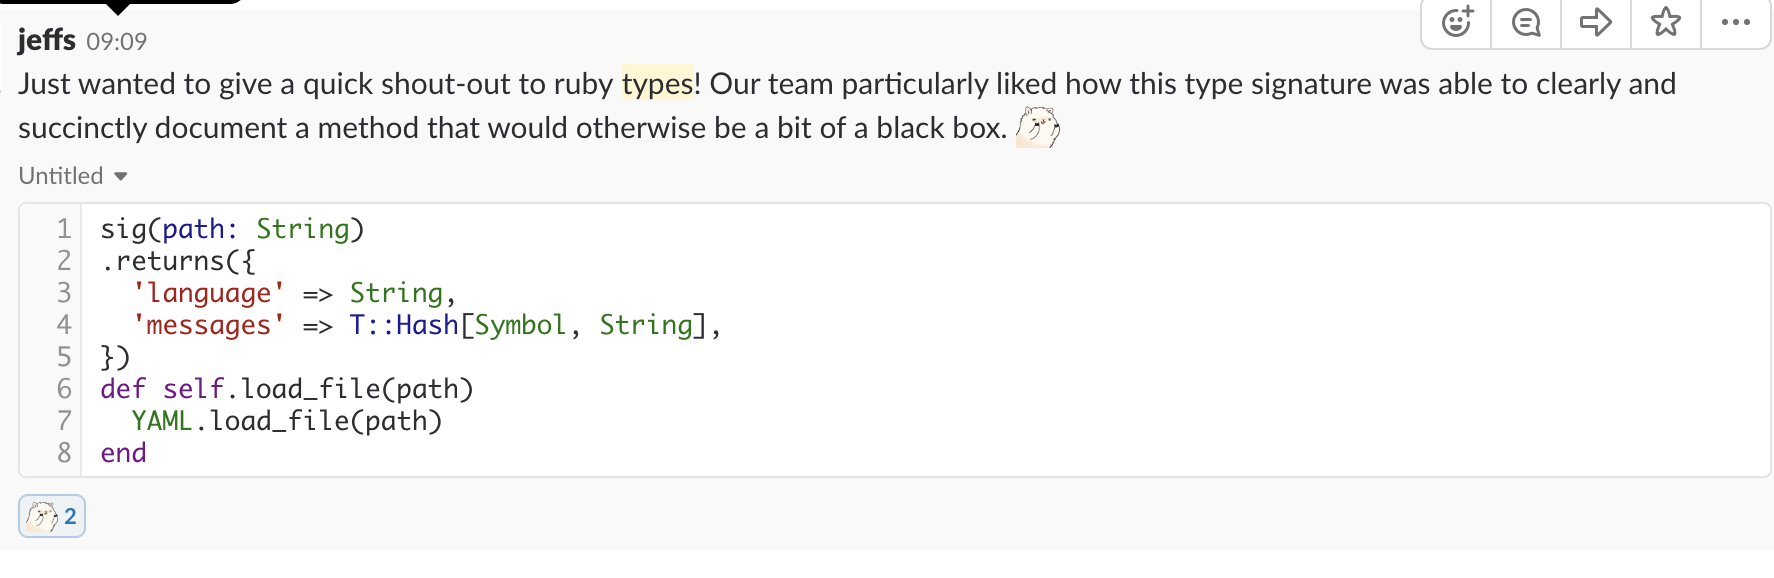 jeffs 09:09
Just wanted to give a quick shout-out to ruby types! Our team particularly liked how this type signature was able to clearly and
succinctly document a method that would otherwise be a bit of a black box.
Untitled
1 sig(path: String)
2 .returns({
3   'language' => String,
4   'messages' => T::Hash[Symbol, String],
5 })
6 def self.load_file(path)
7   YAML.load_file(path)
8 end
2